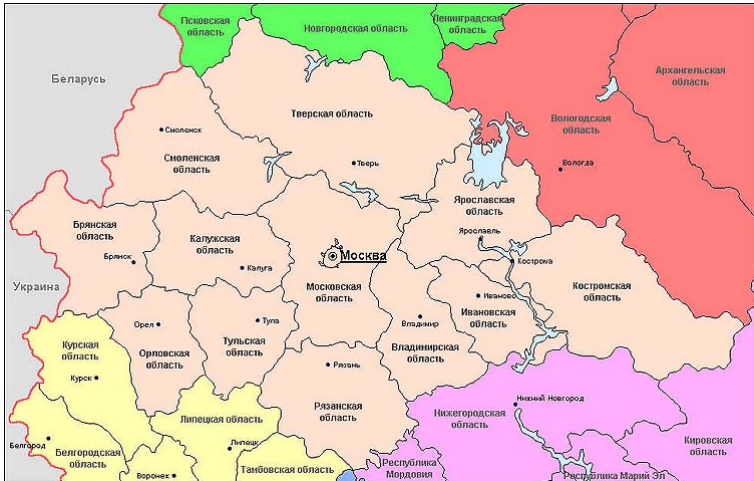 Псковская
область
Новгородская область
Ленинградская
область
Беларусь
Архангельская
область
Тверская область
Вологодская
область
Смоленск
Смоленская
область
Тверь
Вологда
Ярославская
область
Брянская
область
Калужская
область
Ярославль
Брянск
Калуга
Москва
Кострома
Украина
Московская
область
Костромская
область
Иваново
Ивановская
область
Орел
Тула
Владимир
Курская
область
Тульская
область
Орловская
область
Владимирская
область
Рязань
Курск
Рязанская
область
Нижний Новгород
Нижегородская
область
Липецкая область
Белгород
Липецк
Кировская
область
Белгородская
область
Воронеж
Тамбовская область
Республика
Мордовия
Республика Марий Эл